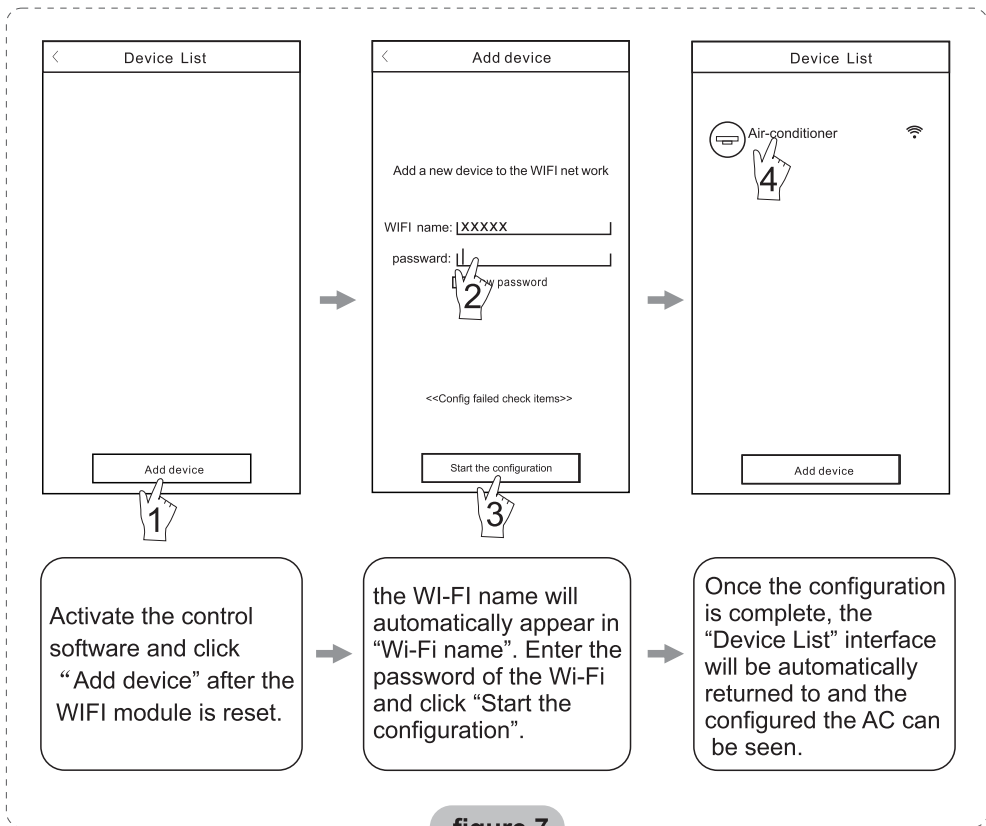 < Device List
Add device
1
< Add device
Add a new device to the WIFI net work
WIFI name: XXXXX
password:
w password
2
<<Config failed check items>>
Start the configuration
3
Device List
Air-conditioner
4
Add device
Activate the control
software and click
“Add device” after the
WIFI module is reset.
the WI-FI name will
automatically appear in
“Wi-Fi name”. Enter the
password of the Wi-Fi
and click “Start the
configuration”.
Once the configuration
is complete, the
“Device List” interface
will be automatically
returned to and the
configured the AC can
be seen.
figure 7